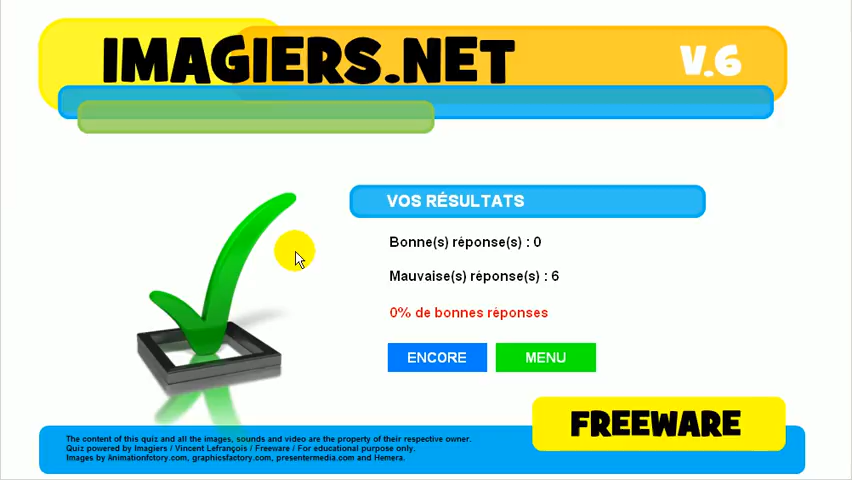 IMAGIERS.NET
V.6
VOS RÉSULTATS
Bonne(s) réponse(s) : 0
Mauvaise(s) réponse(s) : 6
0% de bonnes réponses
ENCORE
MENU
FREEWARE
The content of this quiz and all the images, sounds and video are the property of their respective owner.
Quiz powered by Imagiers / Vincent Lefrançois / Freeware / For educational purpose only.
Images by Animationfctory.com, graphicsfactory.com, presentermedia.com and Hemera.